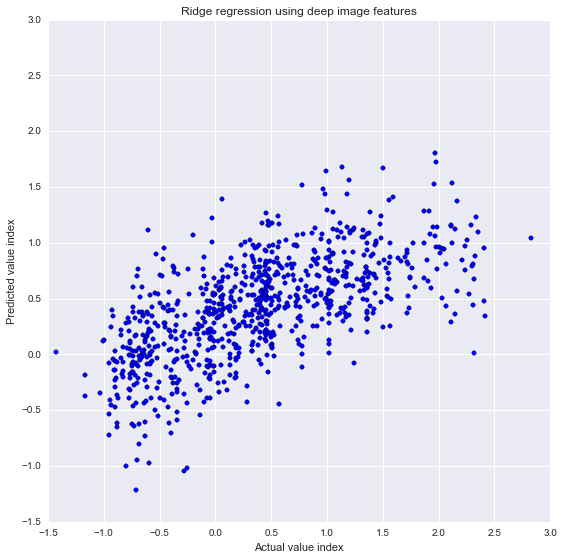 Ridge regression using deep image features
3.0
2.5
2.0
1.5
1.0
0.5
0.0
−0.5
−1.0
−1.5
Predicted value index
−1.5 −1.0 −0.5 0.0 0.5 1.0 1.5 2.0 2.5 3.0
Actual value index